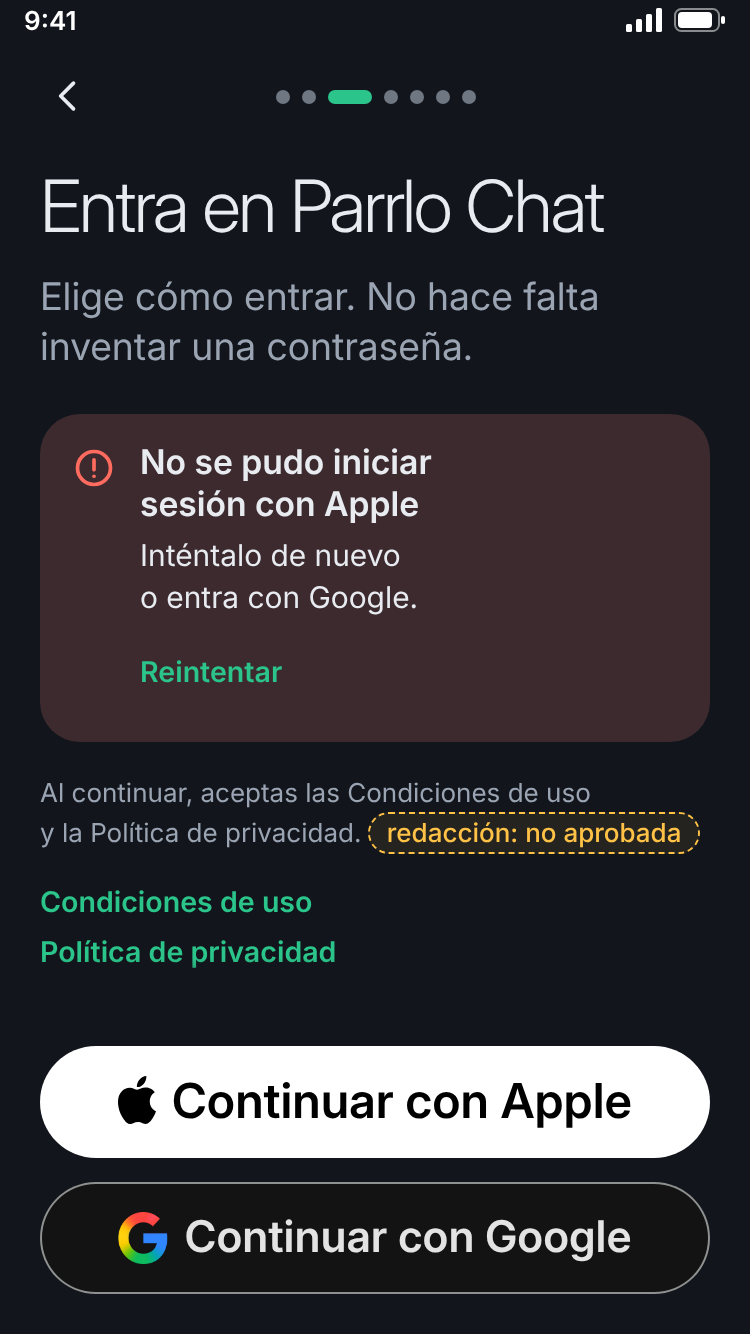 9:41
Entra en Parrlo Chat
Elige cómo entrar. No hace falta
inventar una contraseña.
No se pudo iniciar
sesión con Apple
Inténtalo de nuevo
o entra con Google.
Reintentar
Al continuar, aceptas las Condiciones de uso
y la Política de privacidad. redacción: no aprobada
Condiciones de uso
Política de privacidad
Continuar con Apple
Continuar con Google